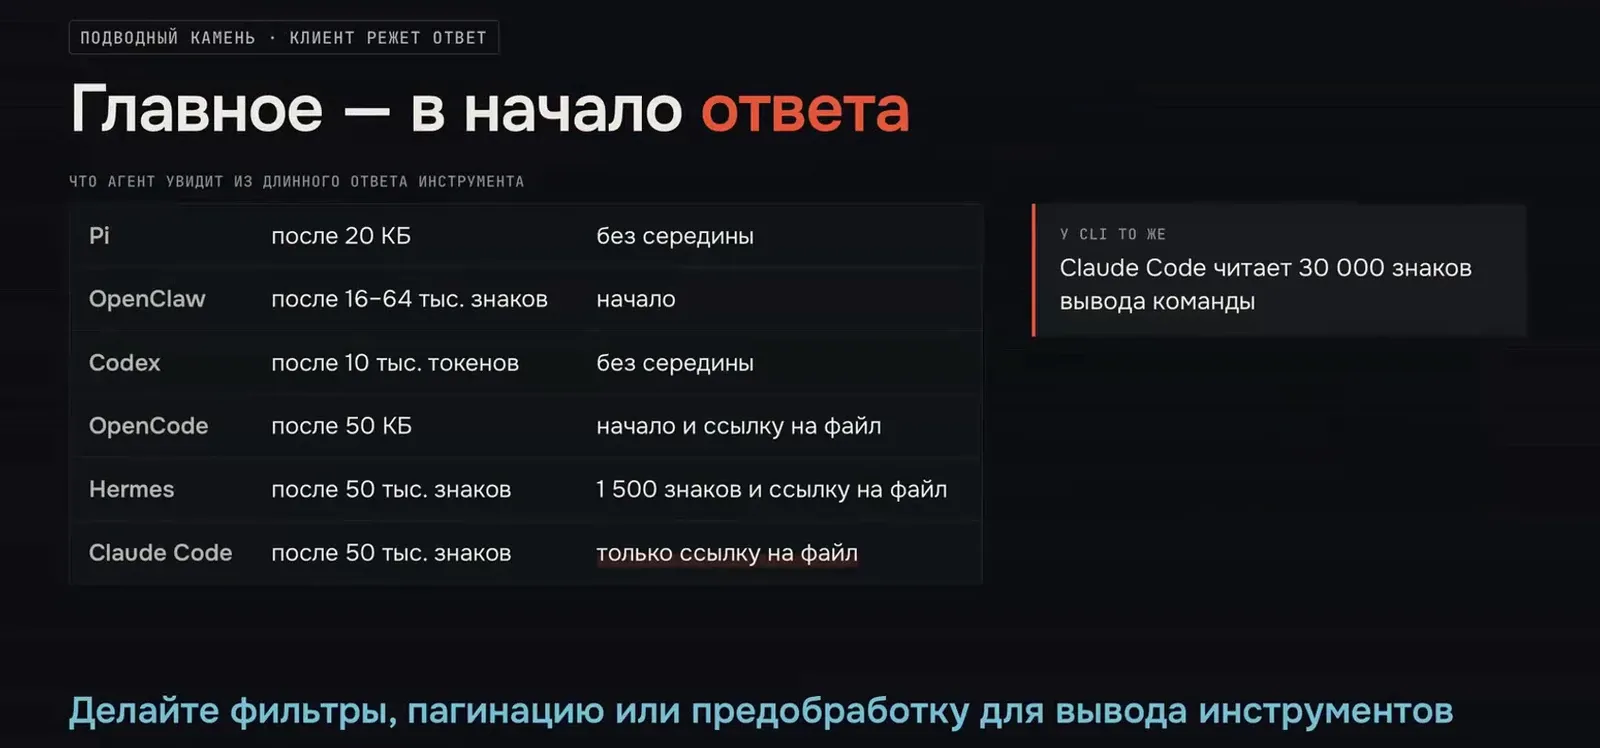 ПОДВОДНЫЙ КАМЕНЬ · КЛИЕНТ РЕЖЕТ ОТВЕТ
Главное — в начало ответа
ЧТО АГЕНТ УВИДИТ ИЗ ДЛИННОГО ОТВЕТА ИНСТРУМЕНТА
Pi после 20 КБ без середины
OpenClaw после 16–64 тыс. знаков начало
Codex после 10 тыс. токенов без середины
OpenCode после 50 КБ начало и ссылку на файл
Hermes после 50 тыс. знаков 1 500 знаков и ссылку на файл
Claude Code после 50 тыс. знаков только ссылку на файл
У CLI ТО ЖЕ
Claude Code читает 30 000 знаков
вывода команды
Делайте фильтры, пагинацию или предобработку для вывода инструментов